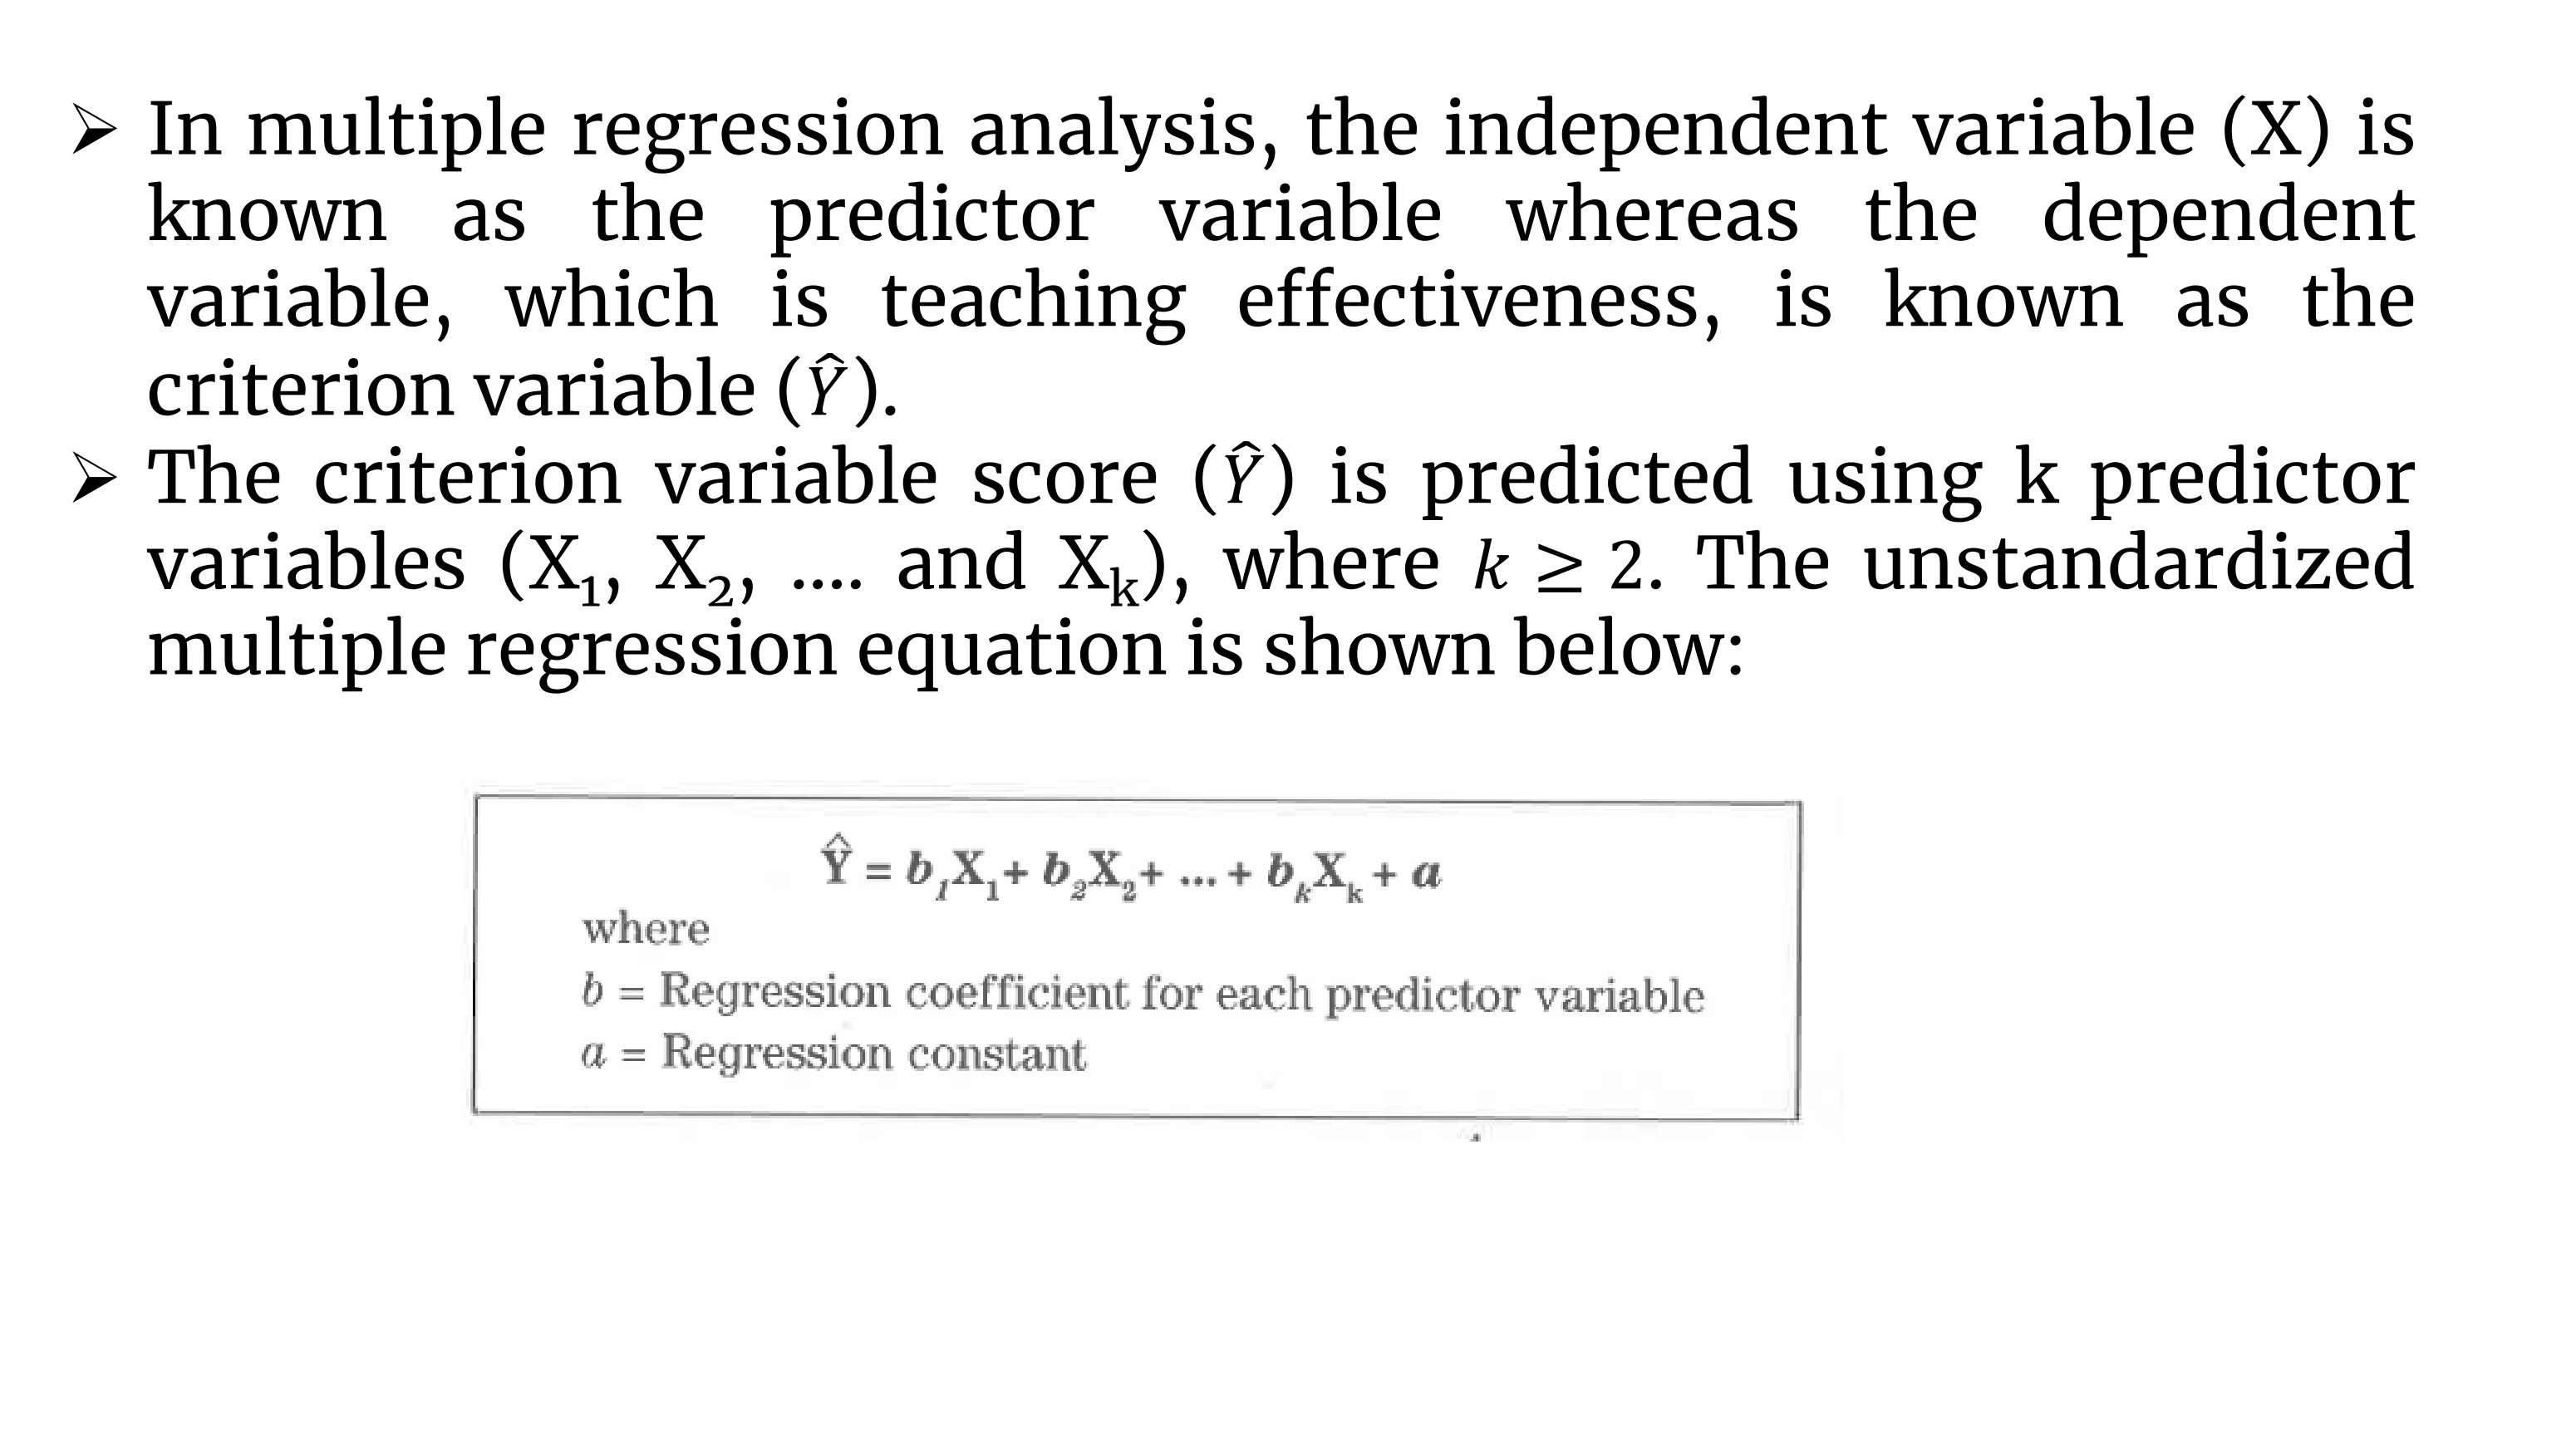 ➢ In multiple regression analysis, the independent variable (X) is
known as the predictor variable whereas the dependent
variable, which is teaching effectiveness, is known as the
criterion variable (Ŷ).
➢ The criterion variable score (Ŷ) is predicted using k predictor
variables (X₁, X₂, .... and Xₖ), where k ≥ 2. The unstandardized
multiple regression equation is shown below:
Ŷ = b₁X₁ + b₂X₂ + ... + bₖXₖ + a
where
b = Regression coefficient for each predictor variable
a = Regression constant